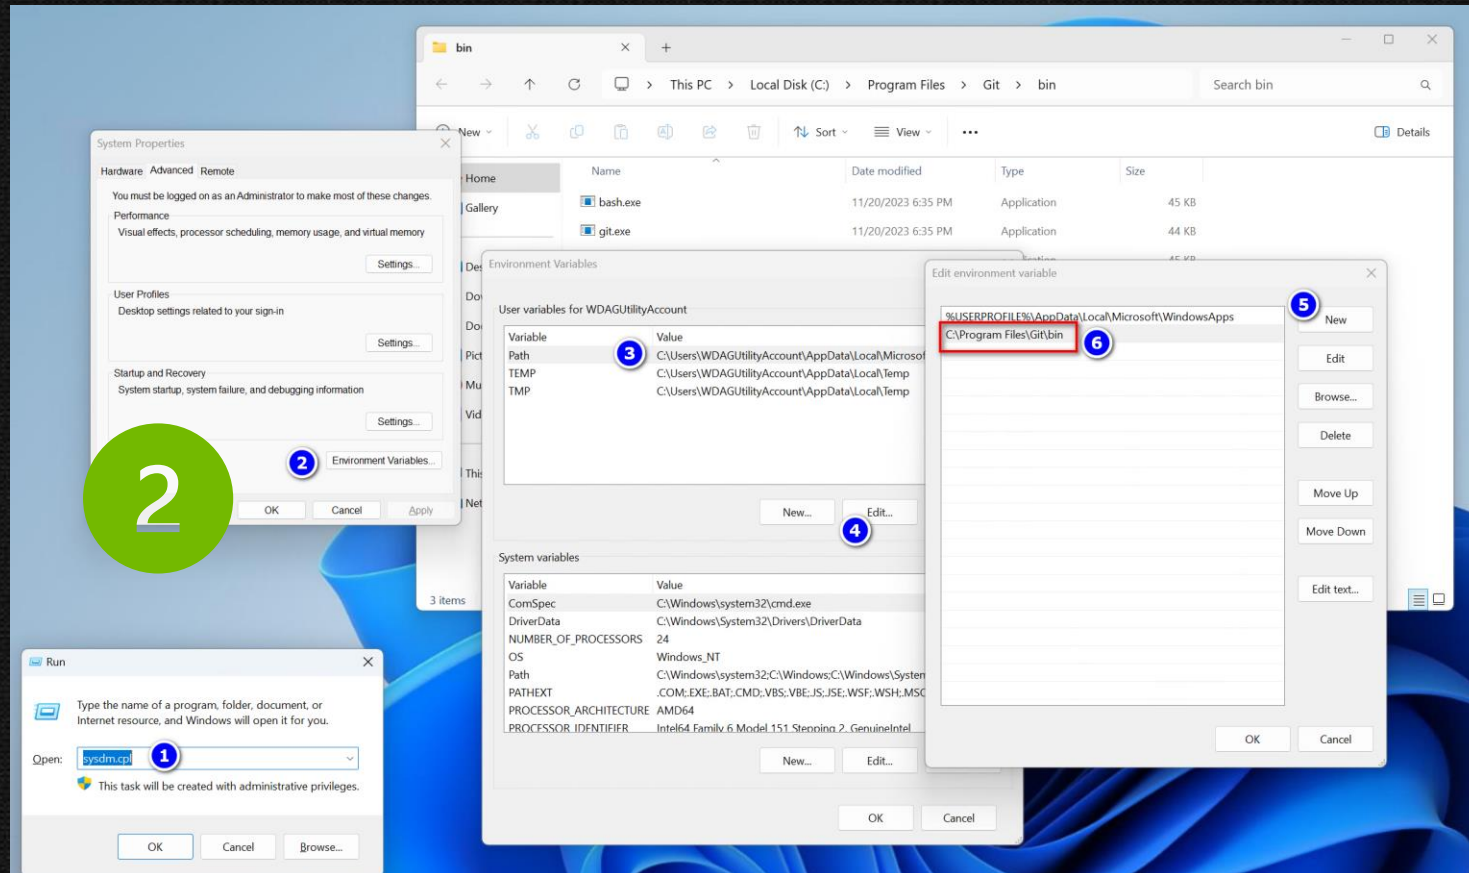 bin
This PC > Local Disk (C:) > Program Files > Git > bin
Search bin
New
Sort
View
Details
Home
Gallery
Name
Date modified
Type
Size
bash.exe 11/20/2023 6:35 PM Application 45 KB
git.exe 11/20/2023 6:35 PM Application 44 KB
3 items
System Properties
Hardware Advanced Remote
You must be logged on as an Administrator to make most of these changes.
Performance
Visual effects, processor scheduling, memory usage, and virtual memory
Settings...
User Profiles
Desktop settings related to your sign-in
Settings...
Startup and Recovery
System startup, system failure, and debugging information
Settings...
2
Environment Variables...
OK Cancel Apply
2
Run
Type the name of a program, folder, document, or
Internet resource, and Windows will open it for you.
Open: sysdm.cpl
1
This task will be created with administrative privileges.
OK Cancel Browse...
Environment Variables
User variables for WDAGUtilityAccount
Variable Value
Path 3 C:\Users\WDAGUtilityAccount\AppData\Local\Microsof
TEMP C:\Users\WDAGUtilityAccount\AppData\Local\Temp
TMP C:\Users\WDAGUtilityAccount\AppData\Local\Temp
New... Edit...
4
System variables
Variable Value
ComSpec C:\Windows\system32\cmd.exe
DriverData C:\Windows\System32\Drivers\DriverData
NUMBER_OF_PROCESSORS 24
OS Windows_NT
Path C:\Windows\system32;C:\Windows;C:\Windows\System
PATHEXT .COM;.EXE;.BAT;.CMD;.VBS;.VBE;.JS;.JSE;.WSF;.WSH;.MSC
PROCESSOR_ARCHITECTURE AMD64
PROCESSOR_IDENTIFIER Intel64 Family 6 Model 151 Stepping 2, GenuineIntel
New... Edit...
OK Cancel
Edit environment variable
%USERPROFILE%\AppData\Local\Microsoft\WindowsApps
C:\Program Files\Git\bin
6
5
New
Edit
Browse...
Delete
Move Up
Move Down
Edit text...
OK Cancel